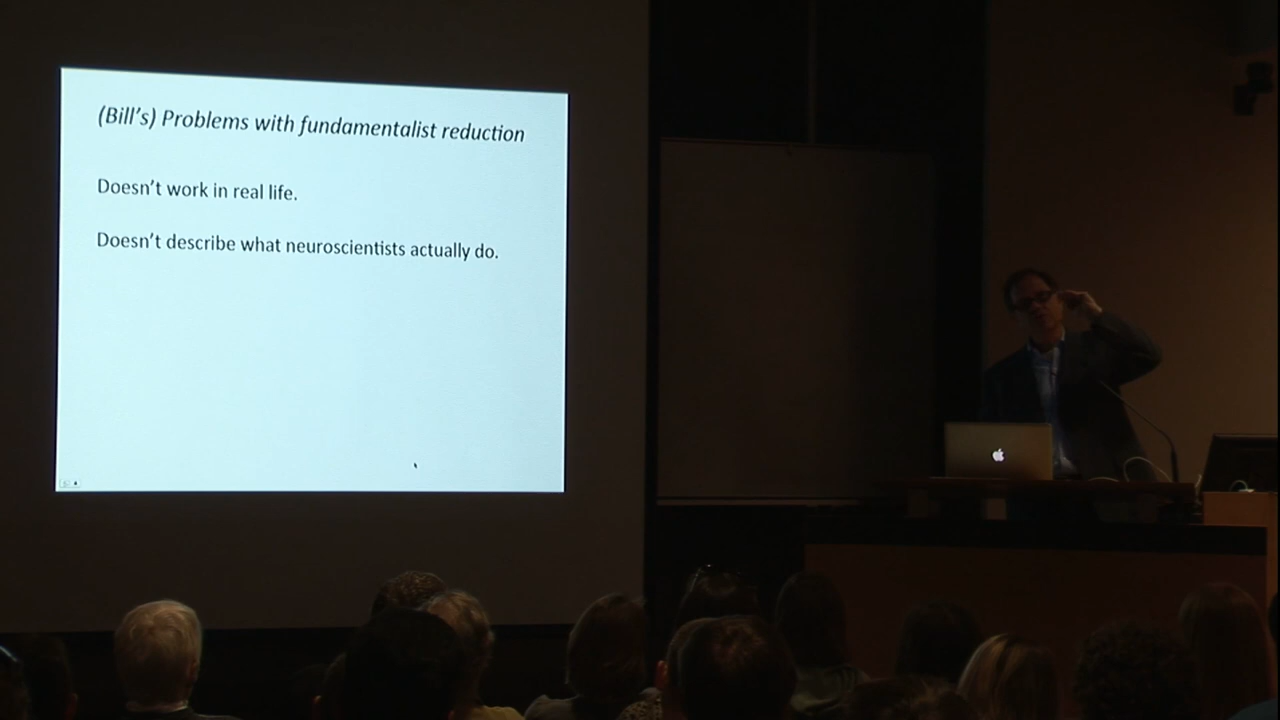 (Bill’s) Problems with fundamentalist reduction
Doesn’t work in real life.
Doesn’t describe what neuroscientists actually do.